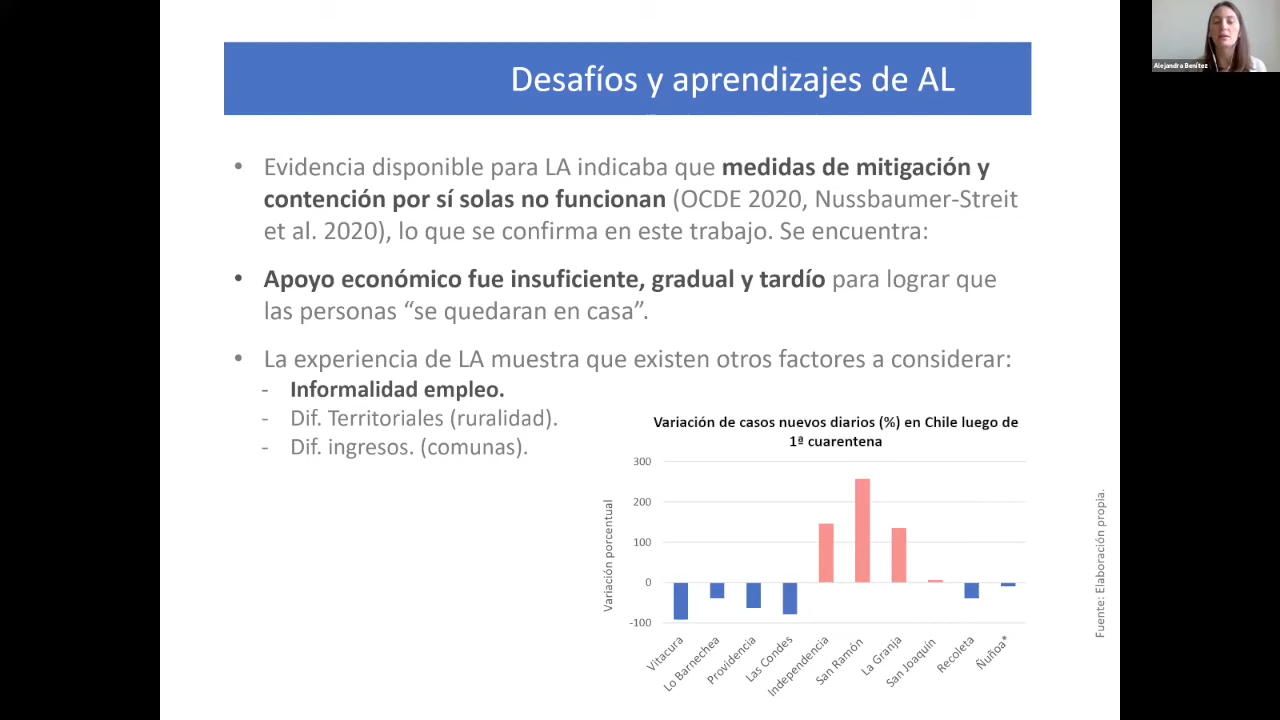 Desafíos y aprendizajes de AL
Alejandra Benítez
• Evidencia disponible para LA indicaba que medidas de mitigación y
contención por sí solas no funcionan (OCDE 2020, Nussbaumer-Streit
et al. 2020), lo que se confirma en este trabajo. Se encuentra:
• Apoyo económico fue insuficiente, gradual y tardío para lograr que
las personas “se quedaran en casa”.
• La experiencia de LA muestra que existen otros factores a considerar:
- Informalidad empleo.
- Dif. Territoriales (ruralidad).
- Dif. ingresos. (comunas).
Variación de casos nuevos diarios (%) en Chile luego de
1ª cuarentena
300
200
100
0
-100
Variación porcentual
Vitacura
Lo Barnechea
Providencia
Las Condes
Independencia
San Ramón
La Granja
San Joaquín
Recoleta
Ñuñoa*
Fuente: Elaboración propia.